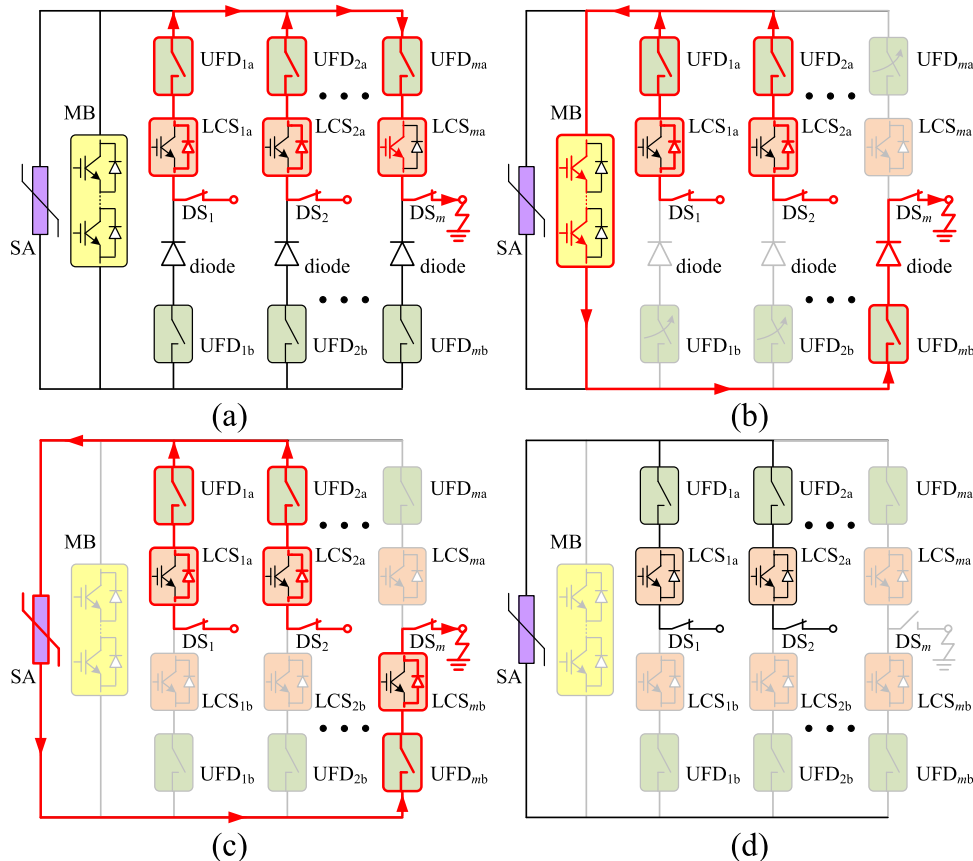 UFD1a UFD2a UFDma
MB
LCS1a LCS2a LCSma
DS1 DS2 DSm
SA
diode diode diode
UFD1b UFD2b UFDmb
(a)
UFD1a UFD2a UFDma
MB
LCS1a LCS2a LCSma
DS1 DS2 DSm
SA
diode diode diode
UFD1b UFD2b UFDmb
(b)
UFD1a UFD2a UFDma
MB
LCS1a LCS2a LCSma
DS1 DS2 DSm
SA
LCS1b LCS2b LCSmb
UFD1b UFD2b UFDmb
(c)
UFD1a UFD2a UFDma
MB
LCS1a LCS2a LCSma
DS1 DS2 DSm
SA
LCS1b LCS2b LCSmb
UFD1b UFD2b UFDmb
(d)